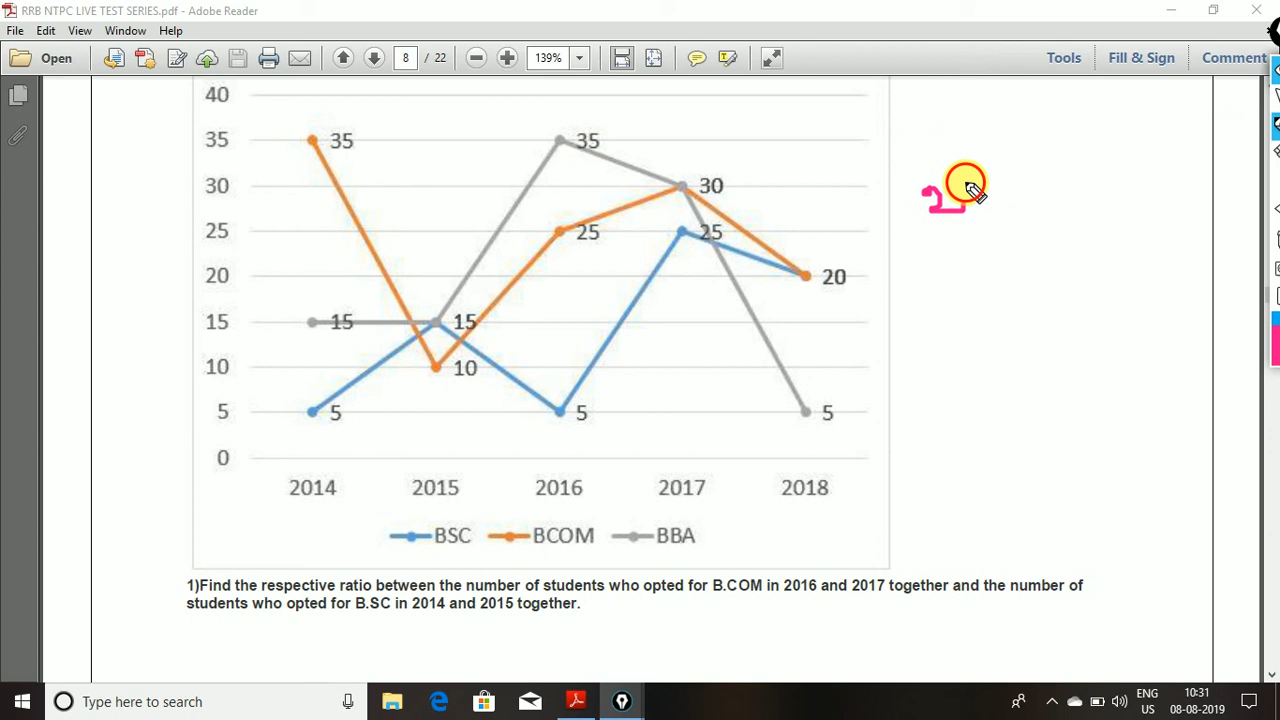 RRB NTPC LIVE TEST SERIES.pdf - Adobe Reader
File Edit View Window Help
Open 8 / 22 139% Tools Fill & Sign Comment
40
35 35 35
30 30
25 25 25
20 20
15 15 15
10 10
5 5 5 5
0
2014 2015 2016 2017 2018
BSC BCOM BBA
1)Find the respective ratio between the number of students who opted for B.COM in 2016 and 2017 together and the number of
students who opted for B.SC in 2014 and 2015 together.
Type here to search
ENG 10:31
US 08-08-2019